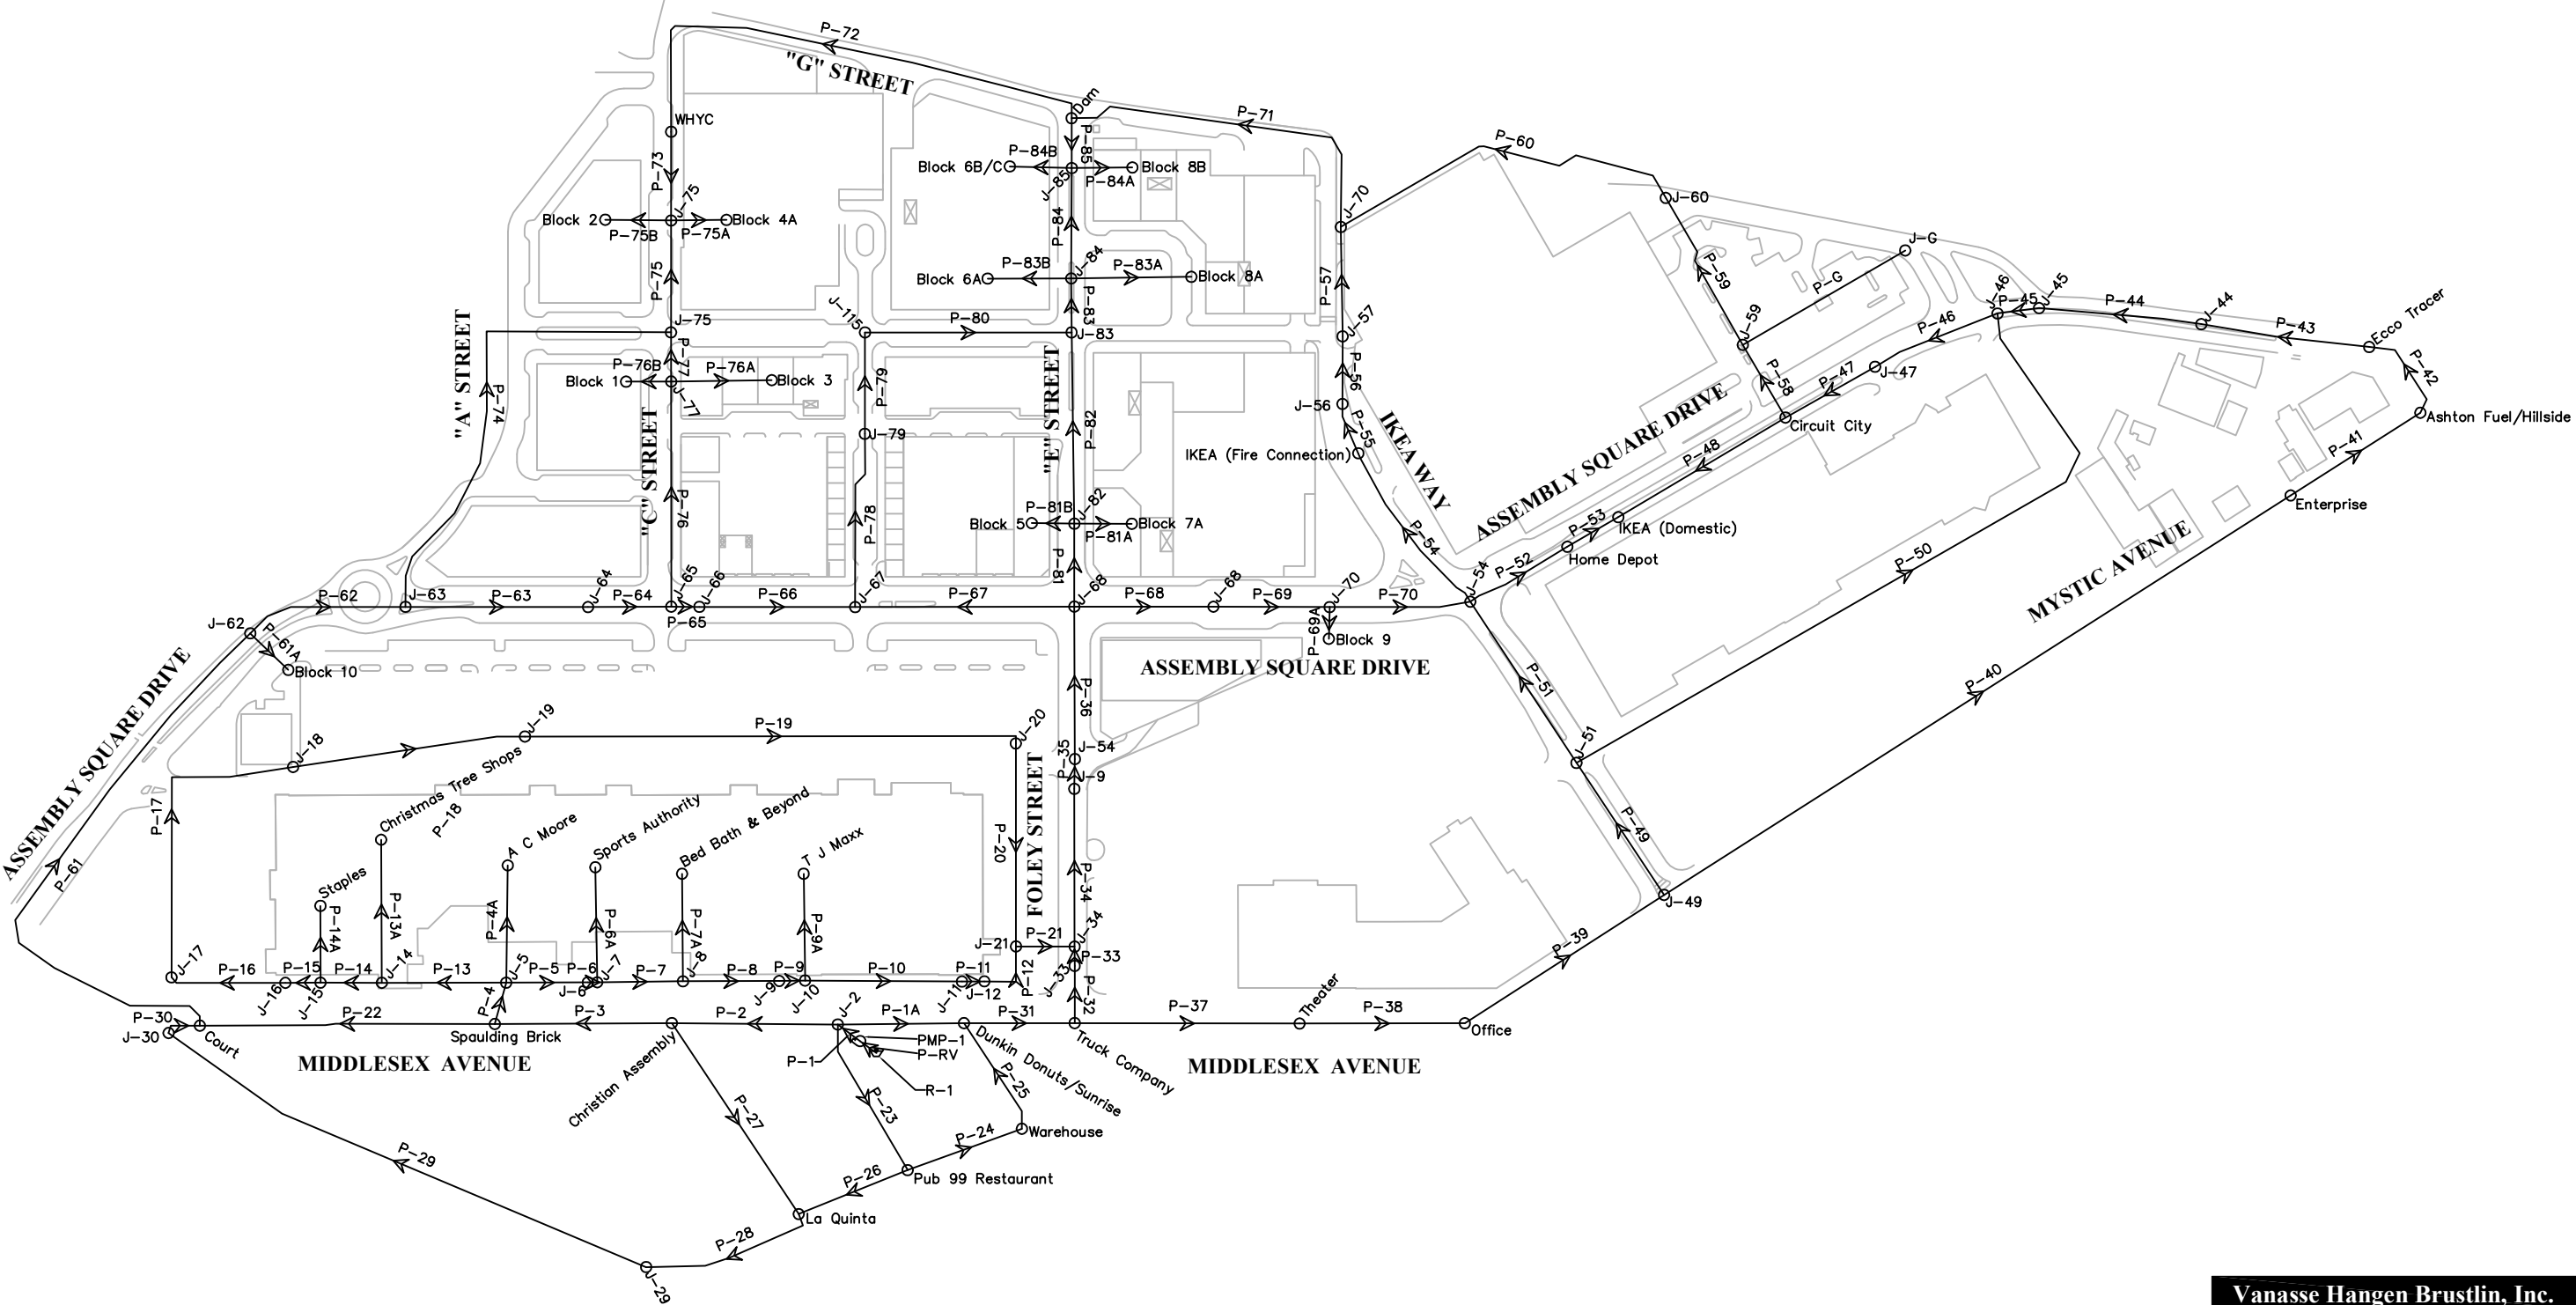 P-72
"G" STREET
Dam
P-71
WHYC
P-73
P-84B
P-85
Block 6B/C
Block 8B
P-84A
J-85
P-60
J-75
Block 2
Block 4A
P-75B
P-75A
P-84
J-70
J-60
J-G
P-75
P-83B
J-84
P-83A
Block 6A
Block 8A
P-57
P-59
P-G
J-46
P-45
J-45
P-44
J-44
P-43
Ecco Tracer
J-115
P-80
P-83
J-83
J-75
J-57
J-59
P-46
"A" STREET
P-77
P-76B
P-76A
Block 1
Block 3
J-77
P-74
P-79
"E" STREET
P-56
J-56
P-55
P-58
P-47
J-47
P-42
Ashton Fuel/Hillside
"C" STREET
J-79
P-82
IKEA (Fire Connection)
IKEA WAY
ASSEMBLY SQUARE DRIVE
Circuit City
P-48
P-41
Enterprise
P-76
P-78
P-81B
J-82
Block 5
Block 7A
P-81A
P-54
P-53
IKEA (Domestic)
P-52
Home Depot
P-50
MYSTIC AVENUE
P-81
P-62
J-63
P-63
J-64
P-64
J-65
J-66
P-65
P-66
J-67
P-67
J-68
P-68
J-68
P-69
J-70
P-70
J-54
P-69A
Block 9
J-62
P-61A
Block 10
ASSEMBLY SQUARE DRIVE
ASSEMBLY SQUARE DRIVE
P-36
P-51
P-40
J-18
J-19
P-19
J-20
P-35
J-54
J-9
J-51
Christmas Tree Shops
P-18
P-17
P-61
Staples
A C Moore
Sports Authority
Bed Bath & Beyond
T J Maxx
P-20
FOLEY STREET
P-34
P-49
J-49
P-14A
P-13A
P-4A
P-6A
P-7A
P-9A
J-21
P-21
J-34
P-33
J-33
P-39
J-17
P-16
P-15
J-16
J-15
P-14
J-14
P-13
J-5
P-5
P-6
J-6
J-7
P-7
J-8
P-8
J-9
P-9
J-10
P-10
P-11
J-11
J-12
P-12
P-4
P-32
P-30
J-30
Court
P-22
Spaulding Brick
P-3
P-2
J-2
P-1A
P-31
P-37
Theater
P-38
Office
MIDDLESEX AVENUE
Christian Assembly
P-1
PMP-1
P-RV
R-1
Dunkin Donuts/Sunrise
Truck Company
MIDDLESEX AVENUE
P-27
P-23
P-25
P-24
Warehouse
P-26
Pub 99 Restaurant
P-29
La Quinta
P-28
J-29
Vanasse Hangen Brustlin, Inc.